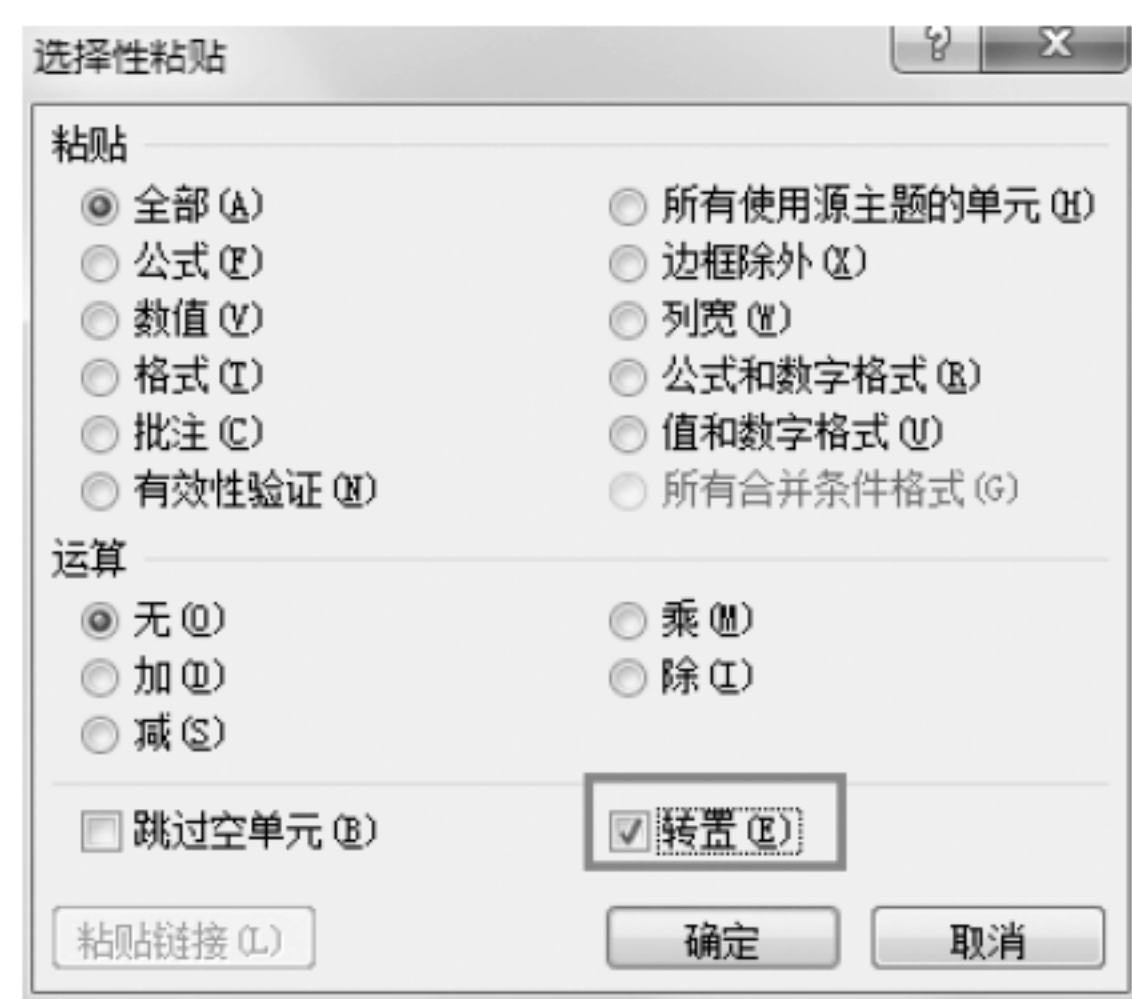 选择性粘贴
粘贴
全部(A)
所有使用源主题的单元(H)
公式(F)
边框除外(X)
数值(V)
列宽(W)
格式(T)
公式和数字格式(R)
批注(C)
值和数字格式(U)
有效性验证(N)
所有合并条件格式(G)
运算
无(O)
乘(M)
加(D)
除(I)
减(S)
跳过空单元(B)
转置(E)
粘贴链接(L)
确定
取消